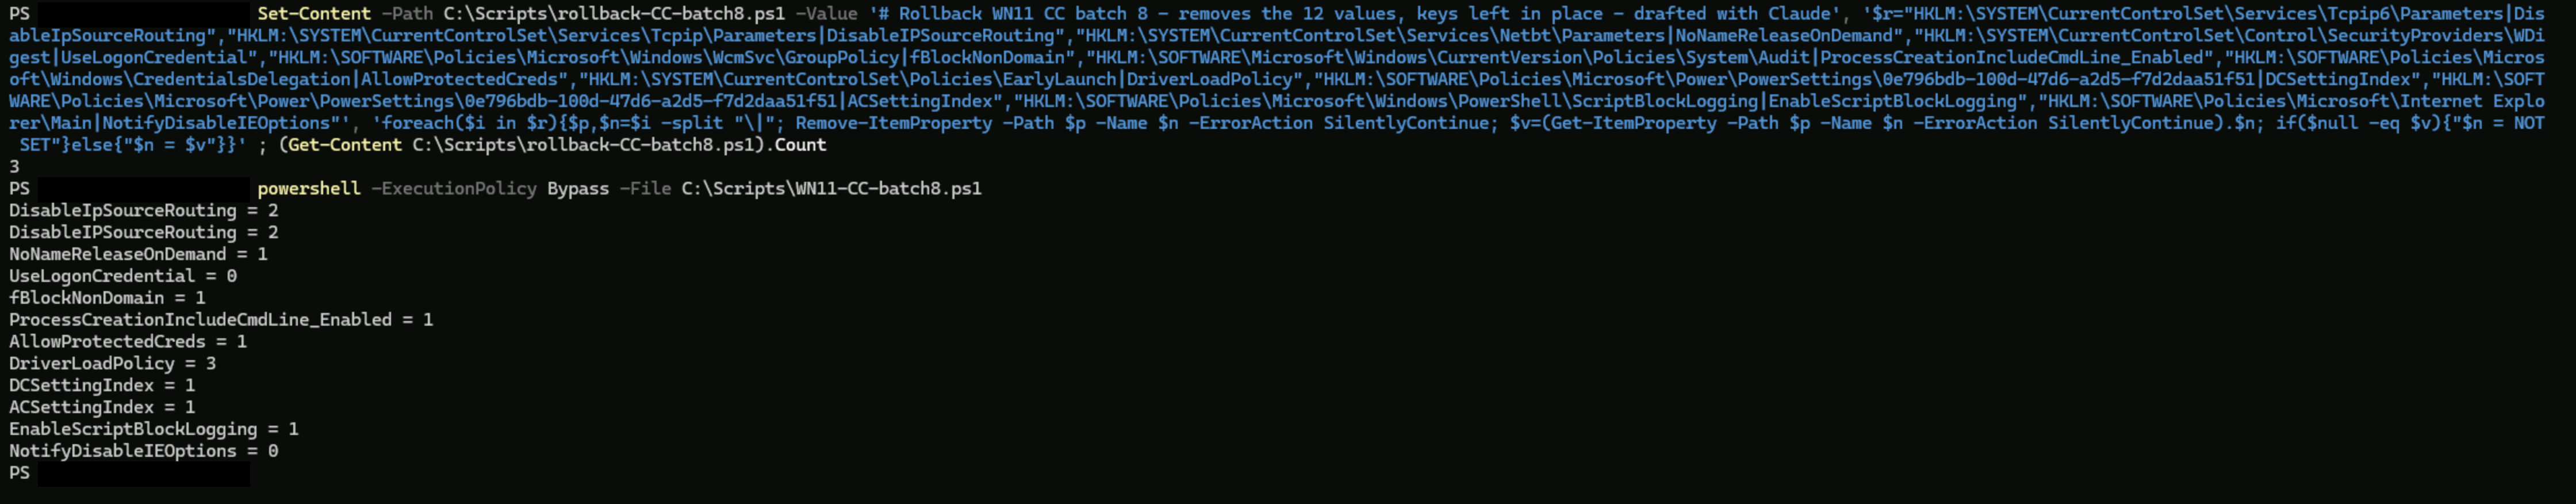 PS Set-Content -Path C:\Scripts\rollback-CC-batch8.ps1 -Value '# Rollback WN11 CC batch 8 - removes the 12 values, keys left in place - drafted with Claude', '$r="HKLM:\SYSTEM\CurrentControlSet\Services\Tcpip6\Parameters|Dis
ableIpSourceRouting","HKLM:\SYSTEM\CurrentControlSet\Services\Tcpip\Parameters|DisableIPSourceRouting","HKLM:\SYSTEM\CurrentControlSet\Services\Netbt\Parameters|NoNameReleaseOnDemand","HKLM:\SYSTEM\CurrentControlSet\Control\SecurityProviders\WDi
gest|UseLogonCredential","HKLM:\SOFTWARE\Policies\Microsoft\Windows\WcmSvc\GroupPolicy|fBlockNonDomain","HKLM:\SOFTWARE\Microsoft\Windows\CurrentVersion\Policies\System\Audit|ProcessCreationIncludeCmdLine_Enabled","HKLM:\SOFTWARE\Policies\Micros
oft\Windows\CredentialsDelegation|AllowProtectedCreds","HKLM:\SYSTEM\CurrentControlSet\Policies\EarlyLaunch|DriverLoadPolicy","HKLM:\SOFTWARE\Policies\Microsoft\Power\PowerSettings\0e796bdb-100d-47d6-a2d5-f7d2daa51f51|DCSettingIndex","HKLM:\SOFT
WARE\Policies\Microsoft\Power\PowerSettings\0e796bdb-100d-47d6-a2d5-f7d2daa51f51|ACSettingIndex","HKLM:\SOFTWARE\Policies\Microsoft\Windows\PowerShell\ScriptBlockLogging|EnableScriptBlockLogging","HKLM:\SOFTWARE\Policies\Microsoft\Internet Explo
rer\Main|NotifyDisableIEOptions"', 'foreach($i in $r){$p,$n=$i -split "\|"; Remove-ItemProperty -Path $p -Name $n -ErrorAction SilentlyContinue; $v=(Get-ItemProperty -Path $p -Name $n -ErrorAction SilentlyContinue).$n; if($null -eq $v){"$n = NOT
SET"}else{"$n = $v"}}' ; (Get-Content C:\Scripts\rollback-CC-batch8.ps1).Count
3
PS powershell -ExecutionPolicy Bypass -File C:\Scripts\WN11-CC-batch8.ps1
DisableIpSourceRouting = 2
DisableIPSourceRouting = 2
NoNameReleaseOnDemand = 1
UseLogonCredential = 0
fBlockNonDomain = 1
ProcessCreationIncludeCmdLine_Enabled = 1
AllowProtectedCreds = 1
DriverLoadPolicy = 3
DCSettingIndex = 1
ACSettingIndex = 1
EnableScriptBlockLogging = 1
NotifyDisableIEOptions = 0
PS